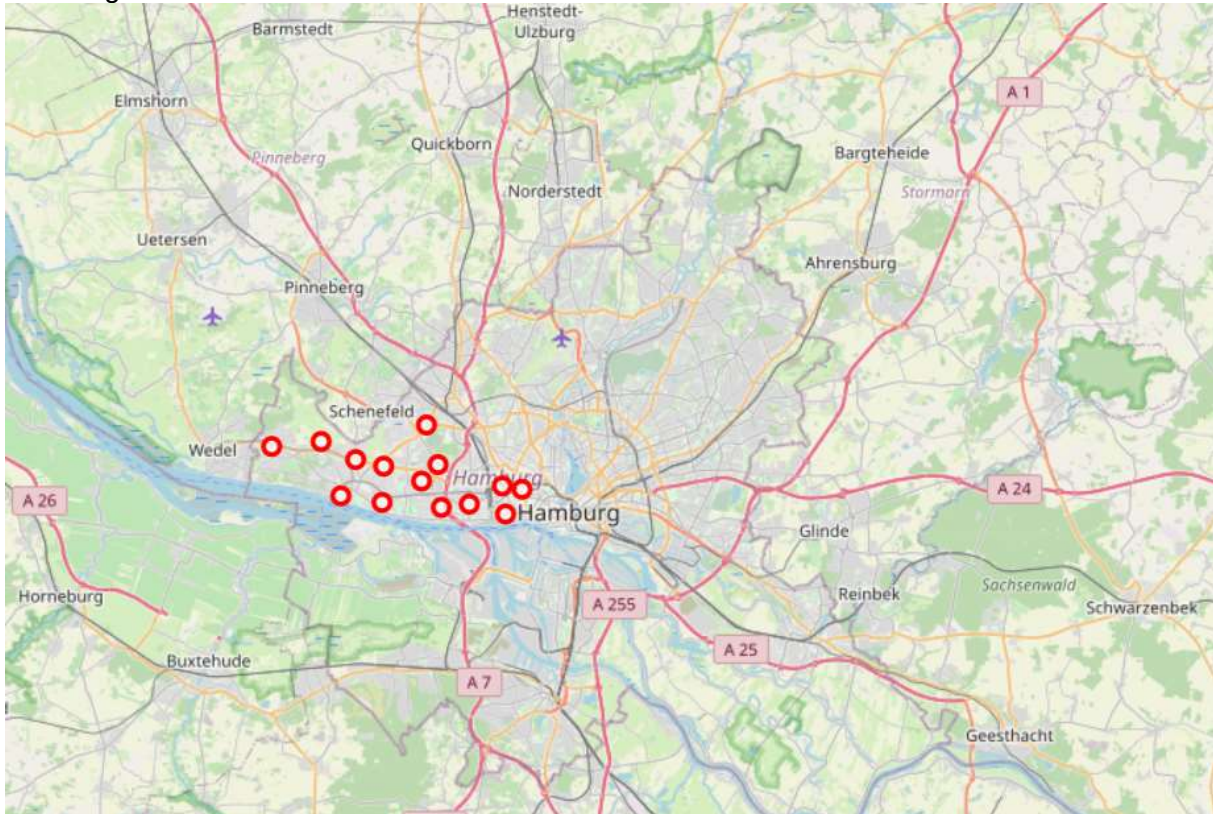 Henstedt-
Ulzburg
Barmstedt
Elmshorn
A 1
Quickborn
Pinneberg
Bargteheide
Norderstedt
Stormarn
Uetersen
Ahrensburg
Pinneberg
Schenefeld
Wedel
Hamburg
A 26
A 24
Hamburg
Glinde
Sachsenwald
Horneburg
Reinbek
A 255
Schwarzenbek
Buxtehude
A 25
A 7
Geesthacht